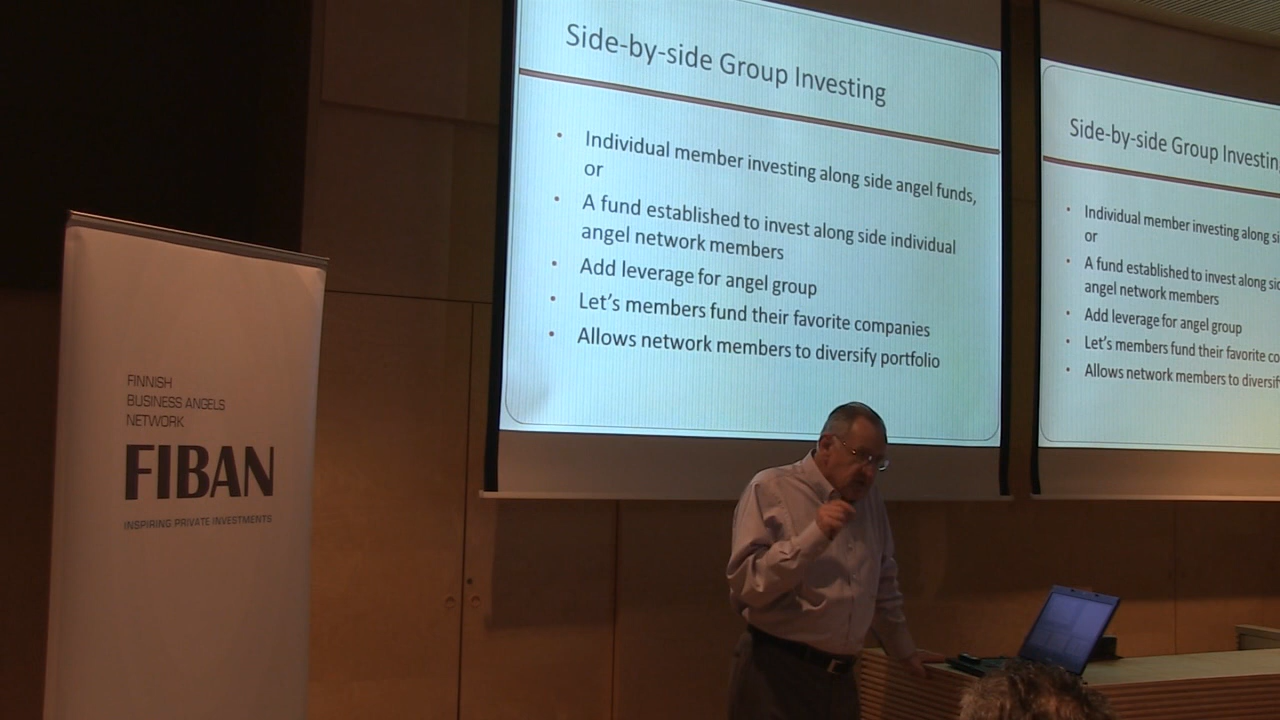 FINNISH
BUSINESS ANGELS
NETWORK
FIBAN
INSPIRING PRIVATE INVESTMENTS
Side-by-side Group Investing
• Individual member investing along side angel funds,
or
• A fund established to invest along side individual
angel network members
• Add leverage for angel group
• Let's members fund their favorite companies
• Allows network members to diversify portfolio
Side-by-side Group Investing
• Individual member investing along si
or
• A fund established to invest along sid
angel network members
• Add leverage for angel group
• Let's members fund their favorite co
• Allows network members to diversif